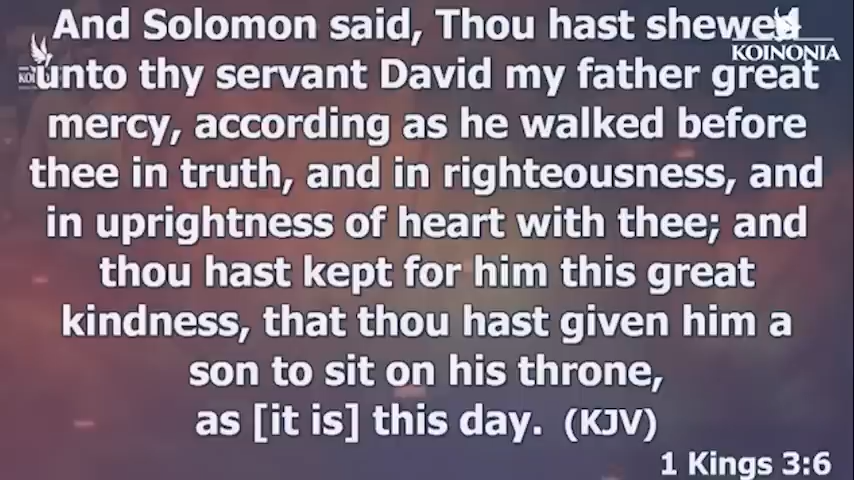 And Solomon said, Thou hast shewed
KOINONIA
unto thy servant David my father great
mercy, according as he walked before
thee in truth, and in righteousness, and
in uprightness of heart with thee; and
thou hast kept for him this great
kindness, that thou hast given him a
son to sit on his throne,
as [it is] this day. (KJV)
1 Kings 3:6